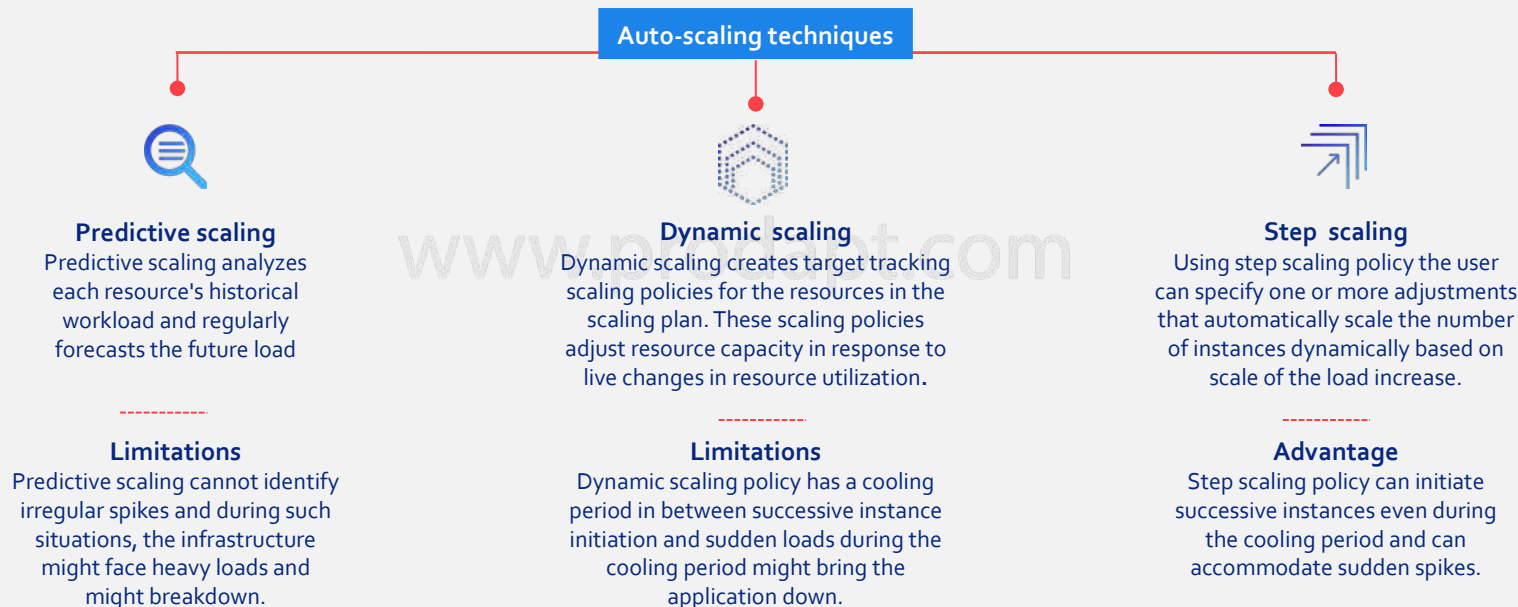 Auto-scaling techniques
Predictive scaling
Predictive scaling analyzes
each resource's historical
workload and regularly
forecasts the future load
Limitations
Predictive scaling cannot identify
irregular spikes and during such
situations, the infrastructure
might face heavy loads and
might breakdown.
www.prodapt.com
Dynamic scaling
Dynamic scaling creates target tracking
scaling policies for the resources in the
scaling plan. These scaling policies
adjust resource capacity in response to
live changes in resource utilization.
Limitations
Dynamic scaling policy has a cooling
period in between successive instance
initiation and sudden loads during the
cooling period might bring the
application down.
Step scaling
Using step scaling policy the user
can specify one or more adjustments
that automatically scale the number
of instances dynamically based on
scale of the load increase.
Advantage
Step scaling policy can initiate
successive instances even during
the cooling period and can
accommodate sudden spikes.